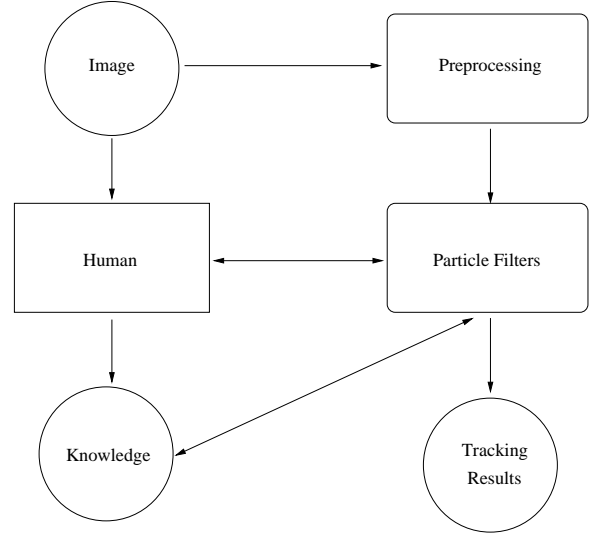 Image
Preprocessing
Human
Particle Filters
Knowledge
Tracking
Results